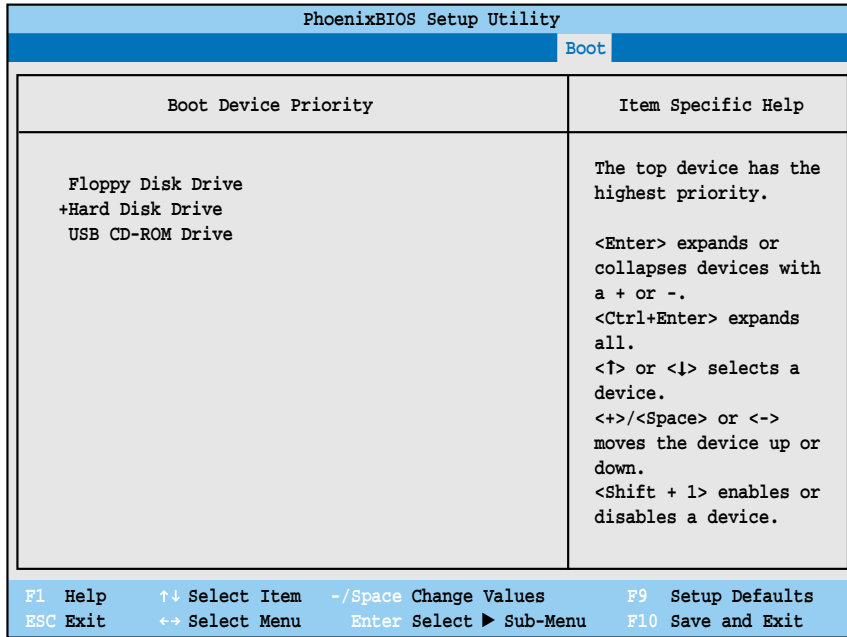 PhoenixBIOS Setup Utility
Boot
Boot Device Priority
Item Specific Help
Floppy Disk Drive
+Hard Disk Drive
USB CD-ROM Drive
The top device has the
highest priority.
<Enter> expands or
collapses devices with
a + or -.
<Ctrl+Enter> expands
all.
<↑> or <↓> selects a
device.
<+>/<Space> or <->
moves the device up or
down.
<Shift + 1> enables or
disables a device.
F1 Help ↑↓ Select Item -/Space Change Values F9 Setup Defaults
ESC Exit ←→ Select Menu Enter Select ▶ Sub-Menu F10 Save and Exit